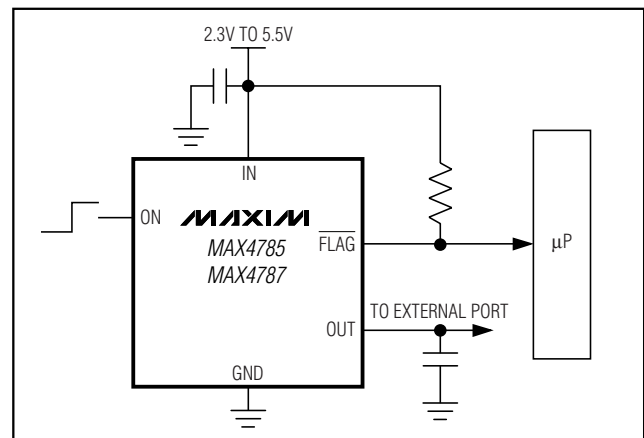 2.3V TO 5.5V
IN
ON
MAXIM
MAX4785
MAX4787
FLAG
µP
TO EXTERNAL PORT
OUT
GND